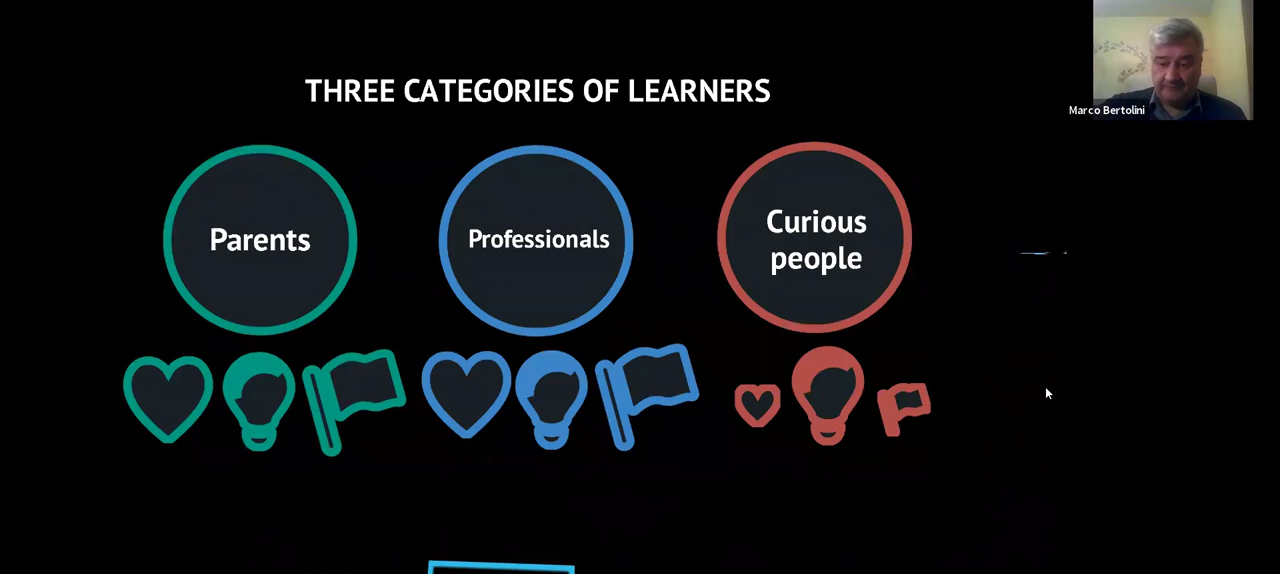 THREE CATEGORIES OF LEARNERS
Marco Bertolini
Parents
Professionals
Curious
people